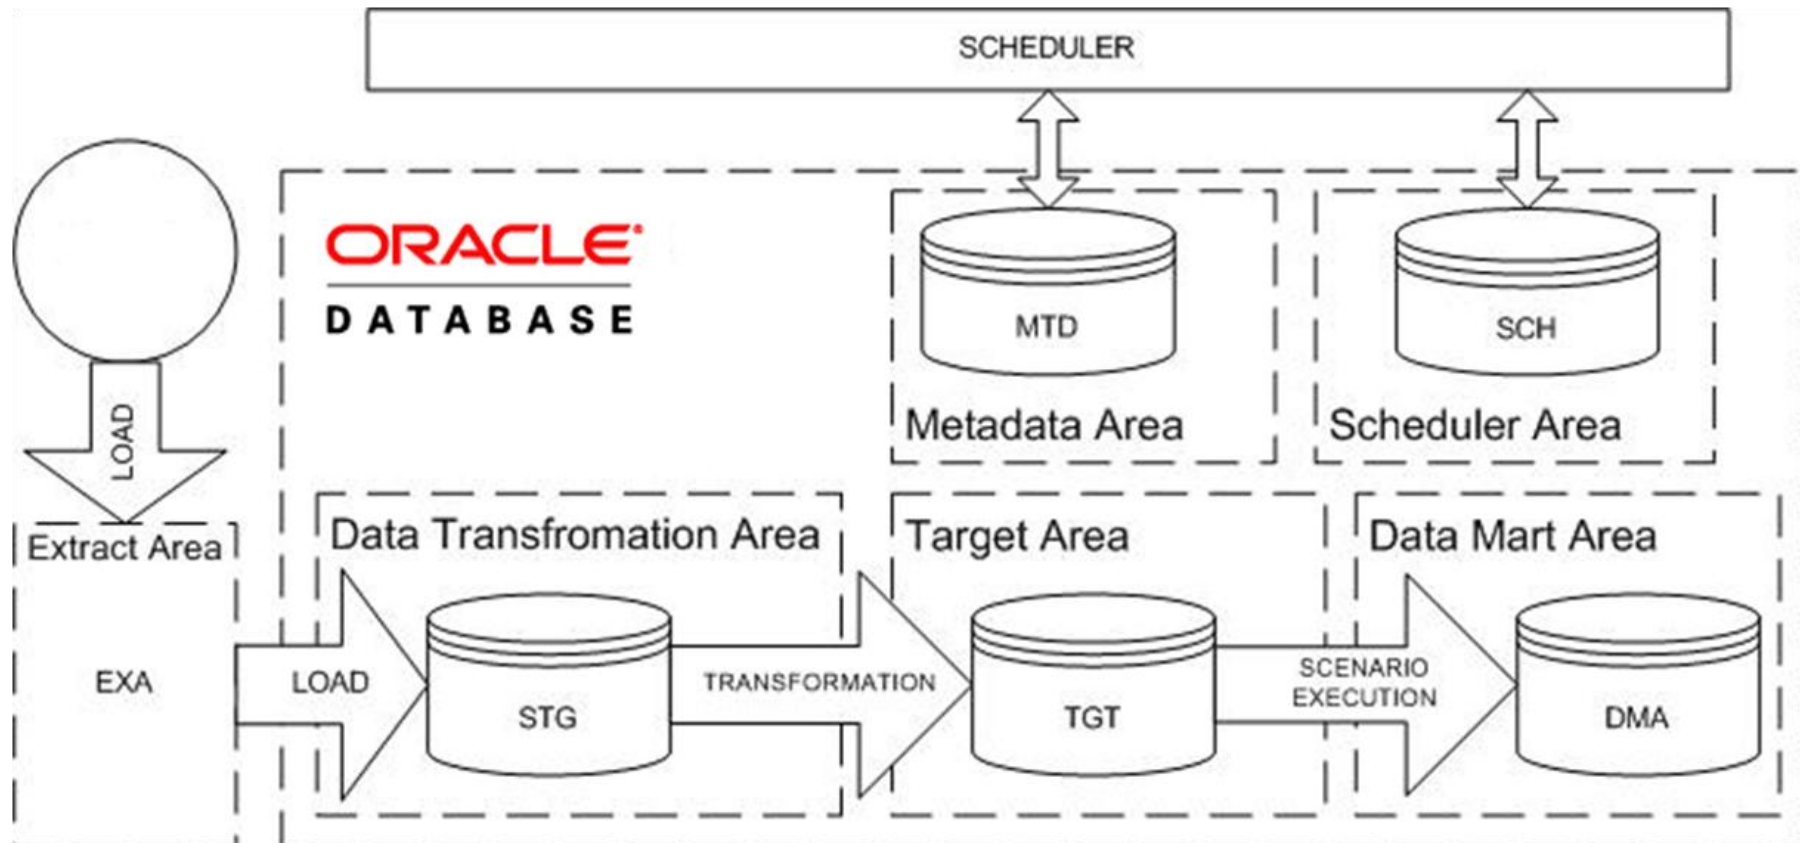 SCHEDULER
ORACLE®
DATABASE
MTD
SCH
Metadata Area
Scheduler Area
LOAD
Extract Area
Data Transfromation Area
Target Area
Data Mart Area
EXA
LOAD
STG
TRANSFORMATION
TGT
SCENARIO
EXECUTION
DMA